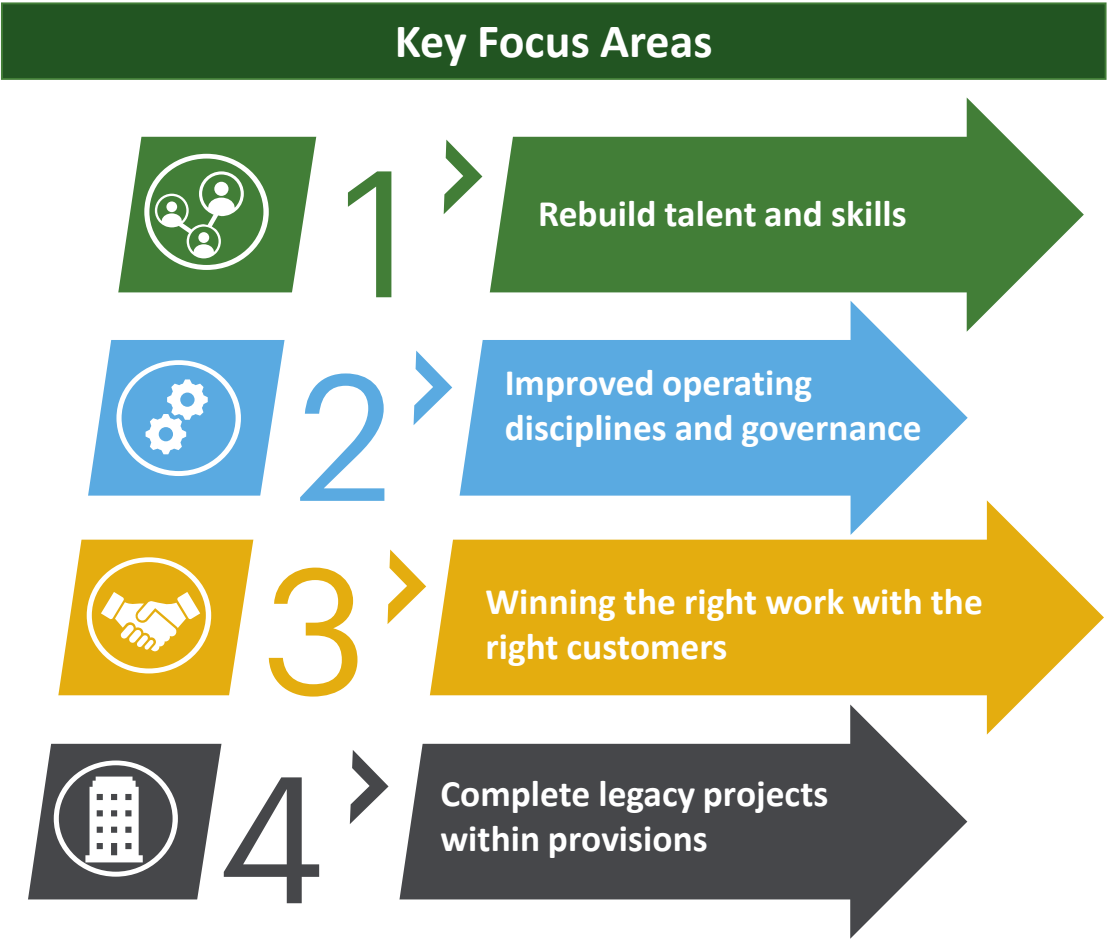 Key Focus Areas
1
Rebuild talent and skills
2
Improved operating
disciplines and governance
3
Winning the right work with the
right customers
4
Complete legacy projects
within provisions